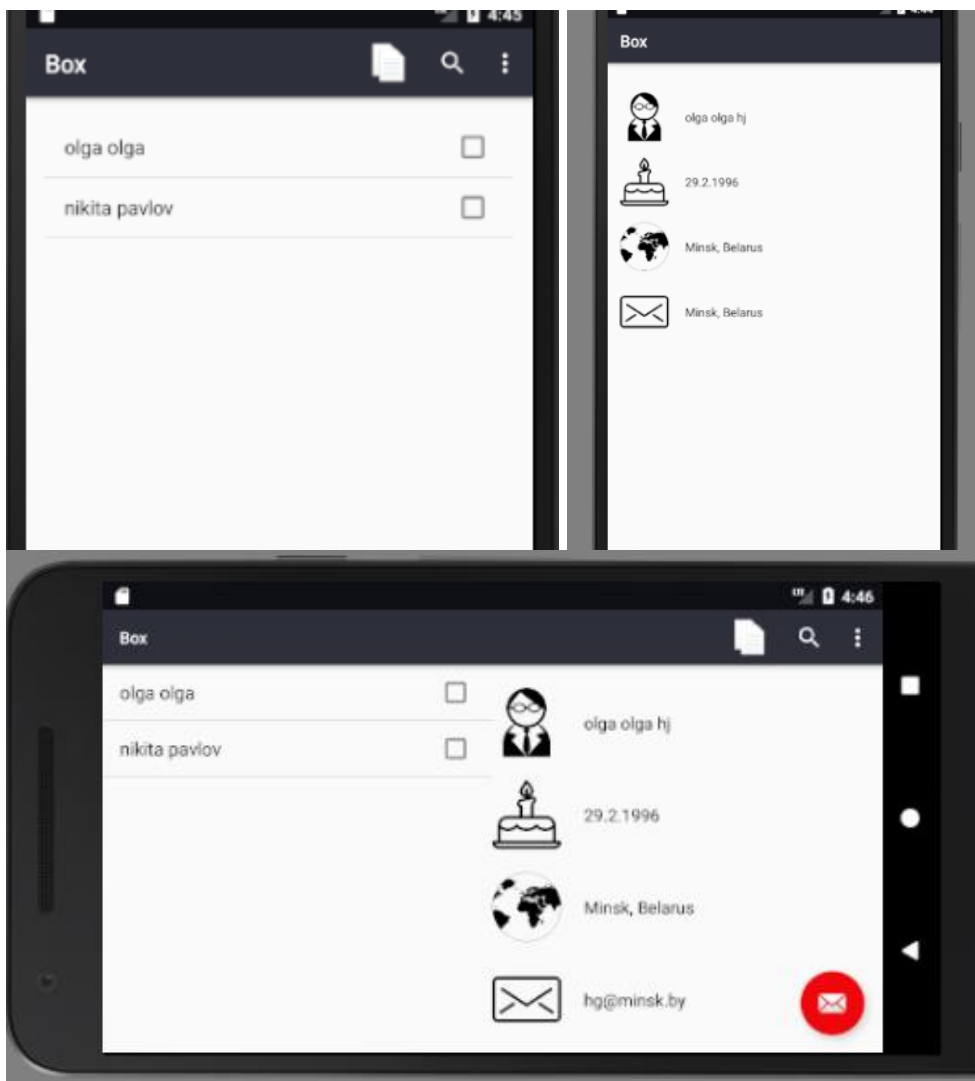 4:45
Box
olga olga
nikita pavlov
Box
olga olga hj
29.2.1996
Minsk, Belarus
Minsk, Belarus
4:46
Box
olga olga
nikita pavlov
olga olga hj
29.2.1996
Minsk, Belarus
hg@minsk.by